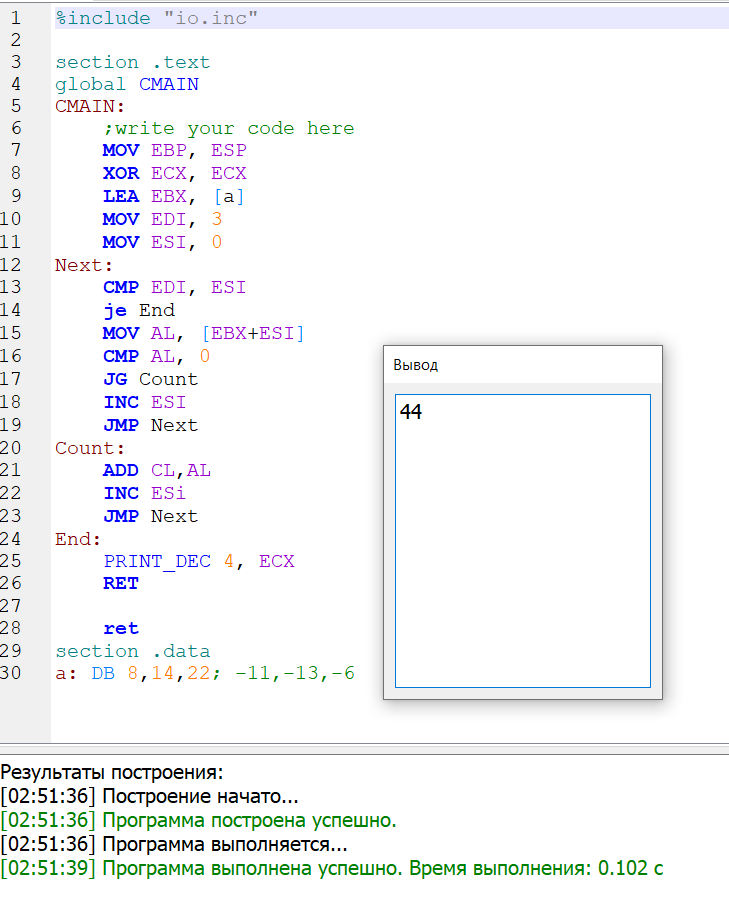 1 %include "io.inc"
2
3 section .text
4 global CMAIN
5 CMAIN:
6 ;write your code here
7 MOV EBP, ESP
8 XOR ECX, ECX
9 LEA EBX, [a]
10 MOV EDI, 3
11 MOV ESI, 0
12 Next:
13 CMP EDI, ESI
14 je End
15 MOV AL, [EBX+ESI]
16 CMP AL, 0
17 JG Count
18 INC ESI
19 JMP Next
20 Count:
21 ADD CL,AL
22 INC ESi
23 JMP Next
24 End:
25 PRINT_DEC 4, ECX
26 RET
27
28 ret
29 section .data
30 a: DB 8,14,22; -11,-13,-6
Вывод
44
Результаты построения:
[02:51:36] Построение начато...
[02:51:36] Программа построена успешно.
[02:51:36] Программа выполняется...
[02:51:39] Программа выполнена успешно. Время выполнения: 0.102 с